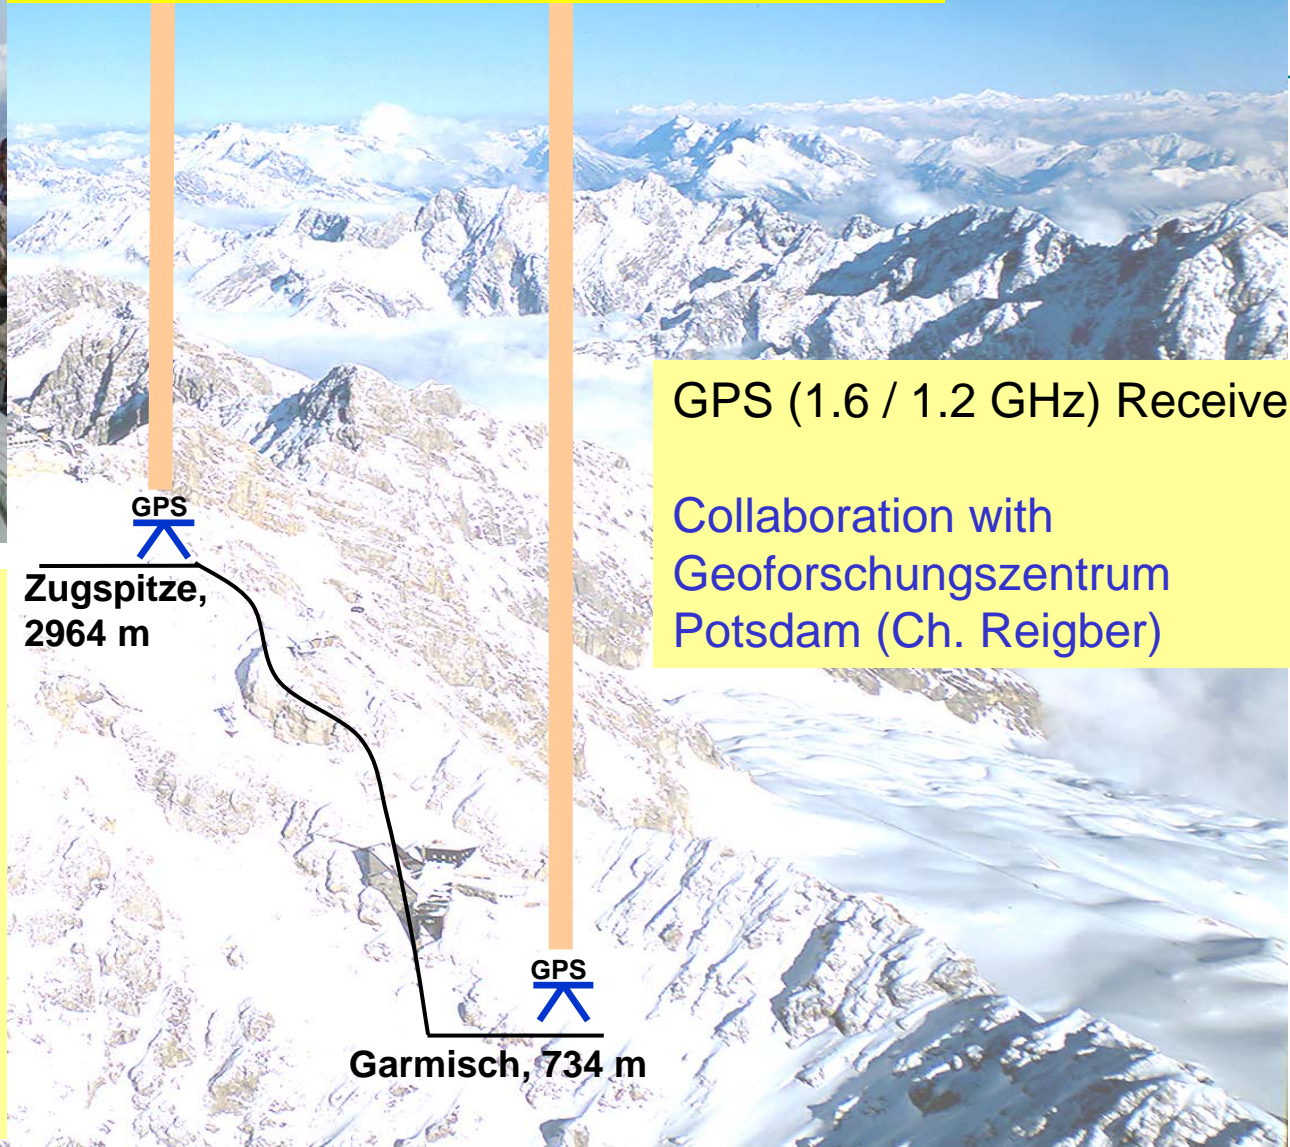 GPS (1.6 / 1.2 GHz) Receive
Collaboration with
Geoforschungszentrum
Potsdam (Ch. Reigber)
GPS
Zugspitze,
2964 m
GPS
Garmisch, 734 m